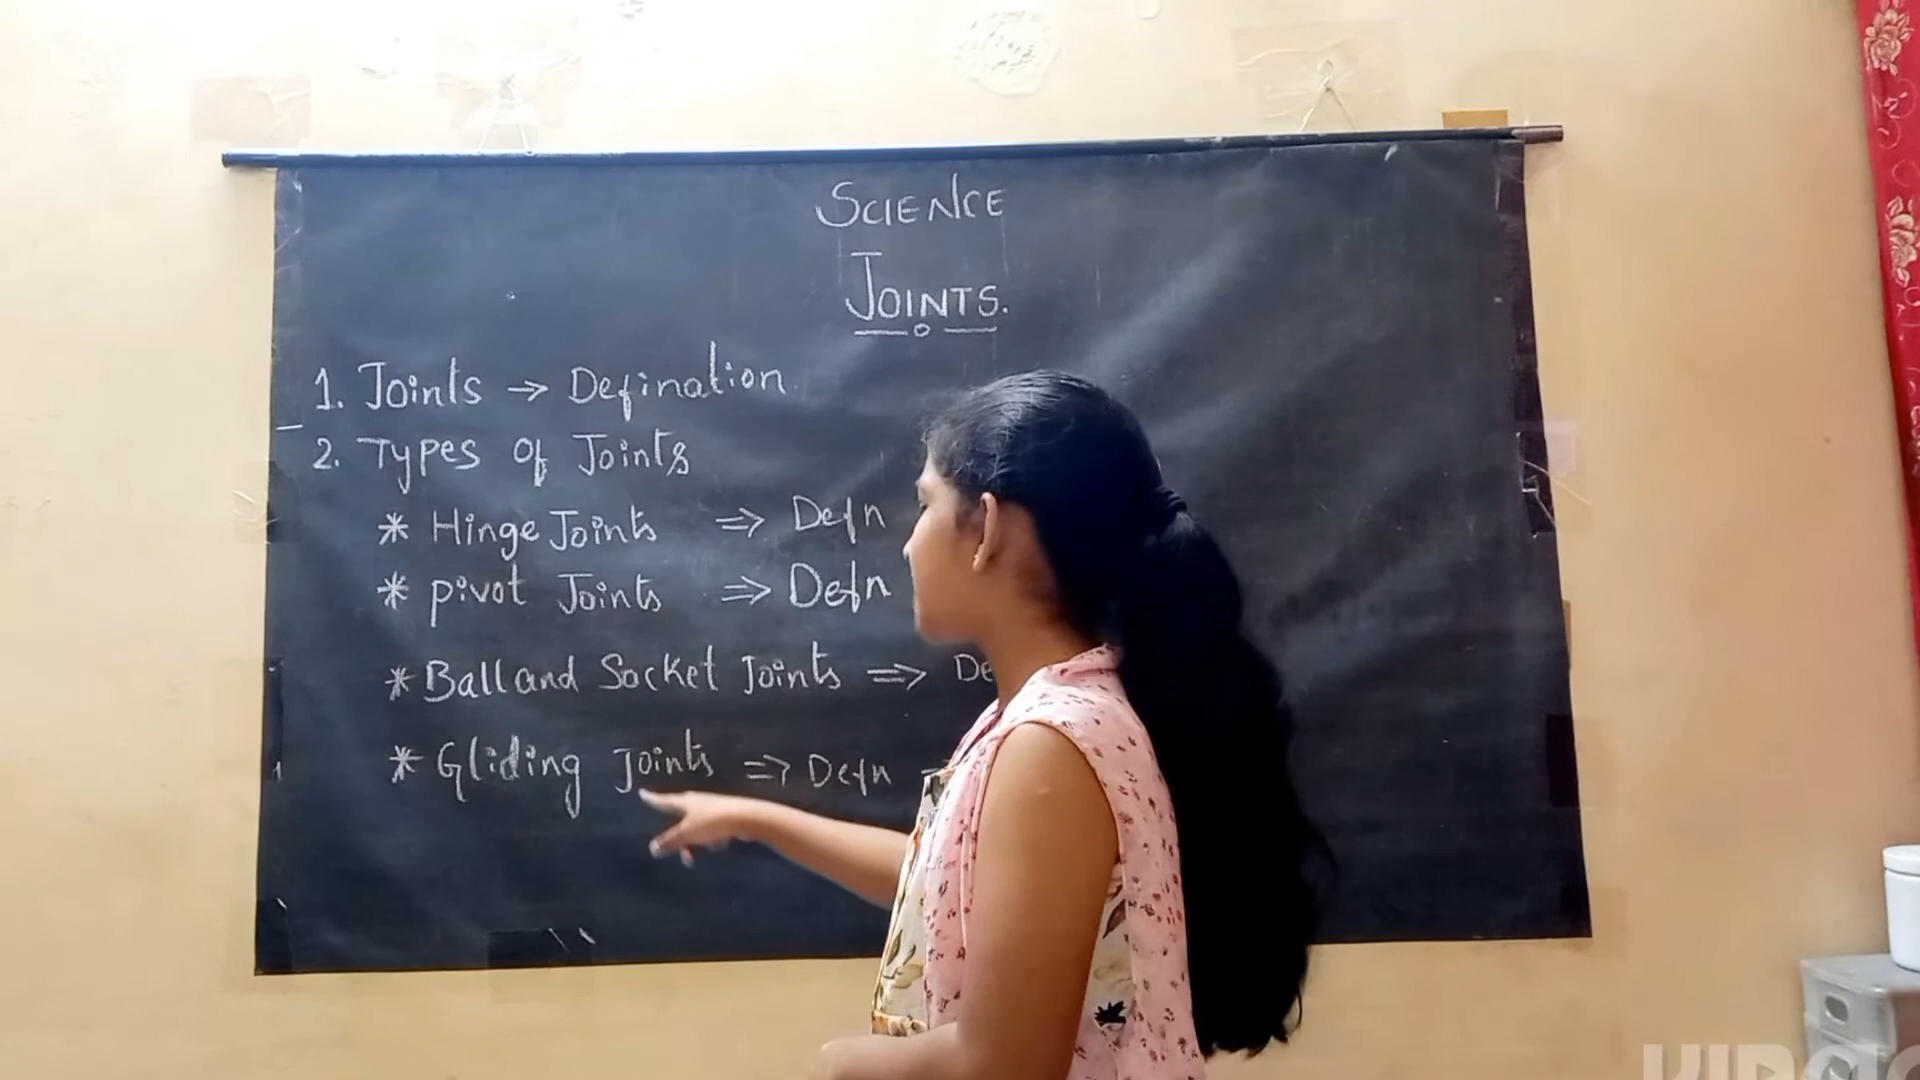 SCIENCE
JOINTS.
1. Joints → Defination.
2. Types of Joints
* Hinge Joints ⇒ Defn
* pivot Joints ⇒ Defn
* Ball and Socket Joints ⇒ De
* Gliding Joints ⇒ Defn